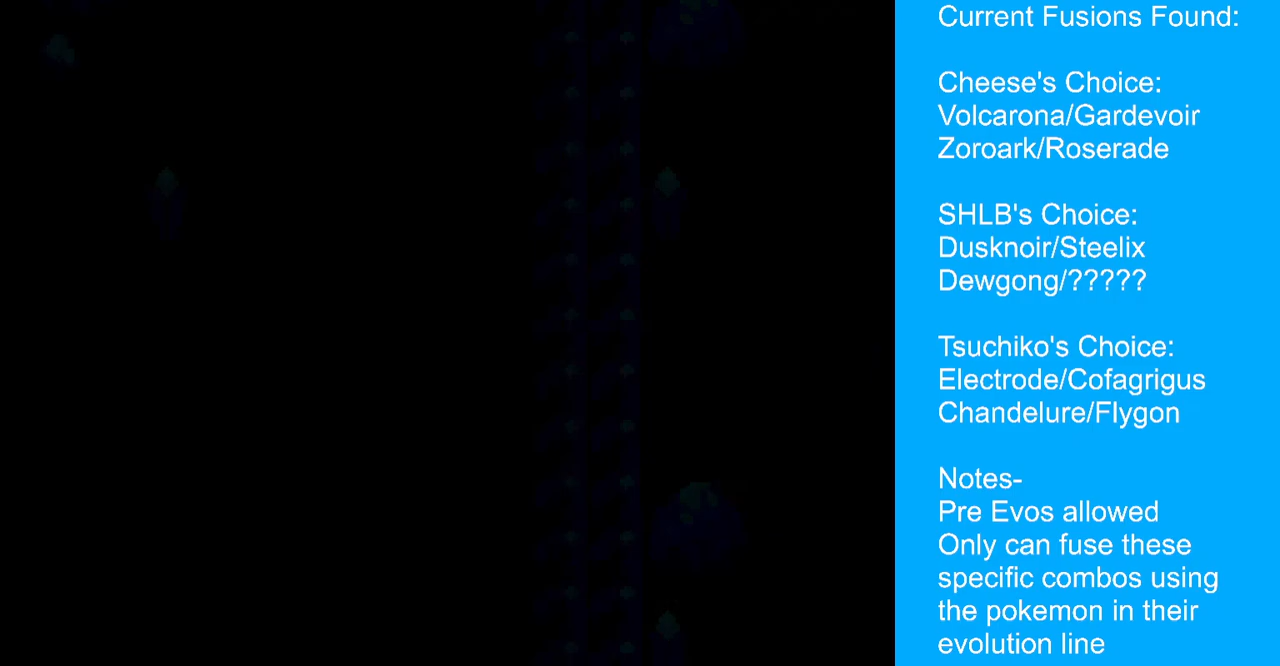 Current Fusions Found:
Cheese's Choice:
Volcarona/Gardevoir
Zoroark/Roserade
SHLB's Choice:
Dusknoir/Steelix
Dewgong/?????
Tsuchiko's Choice:
Electrode/Cofagrigus
Chandelure/Flygon
Notes-
Pre Evos allowed
Only can fuse these
specific combos using
the pokemon in their
evolution line